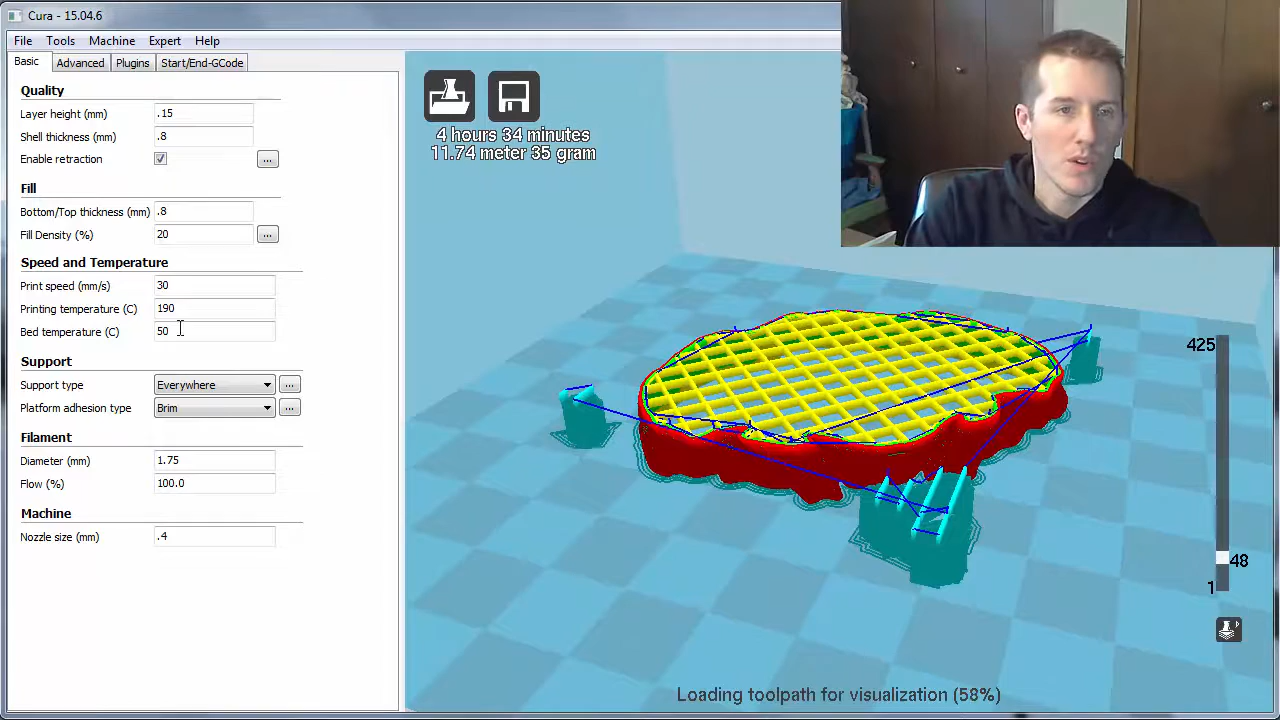 Cura - 15.04.6
File Tools Machine Expert Help
Basic Advanced Plugins Start/End-GCode
Quality
Layer height (mm) .15
Shell thickness (mm) .8
Enable retraction ...
Fill
Bottom/Top thickness (mm) .8
Fill Density (%) 20 ...
Speed and Temperature
Print speed (mm/s) 30
Printing temperature (C) 190
Bed temperature (C) 50
Support
Support type Everywhere ...
Platform adhesion type Brim ...
Filament
Diameter (mm) 1.75
Flow (%) 100.0
Machine
Nozzle size (mm) .4
4 hours 34 minutes
11.74 meter 35 gram
425
48
1
Loading toolpath for visualization (58%)